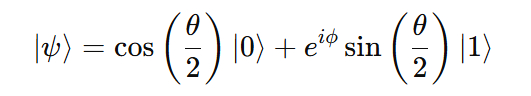 |ψ⟩ = cos(θ/2)|0⟩ + e^{iϕ} sin(θ/2)|1⟩